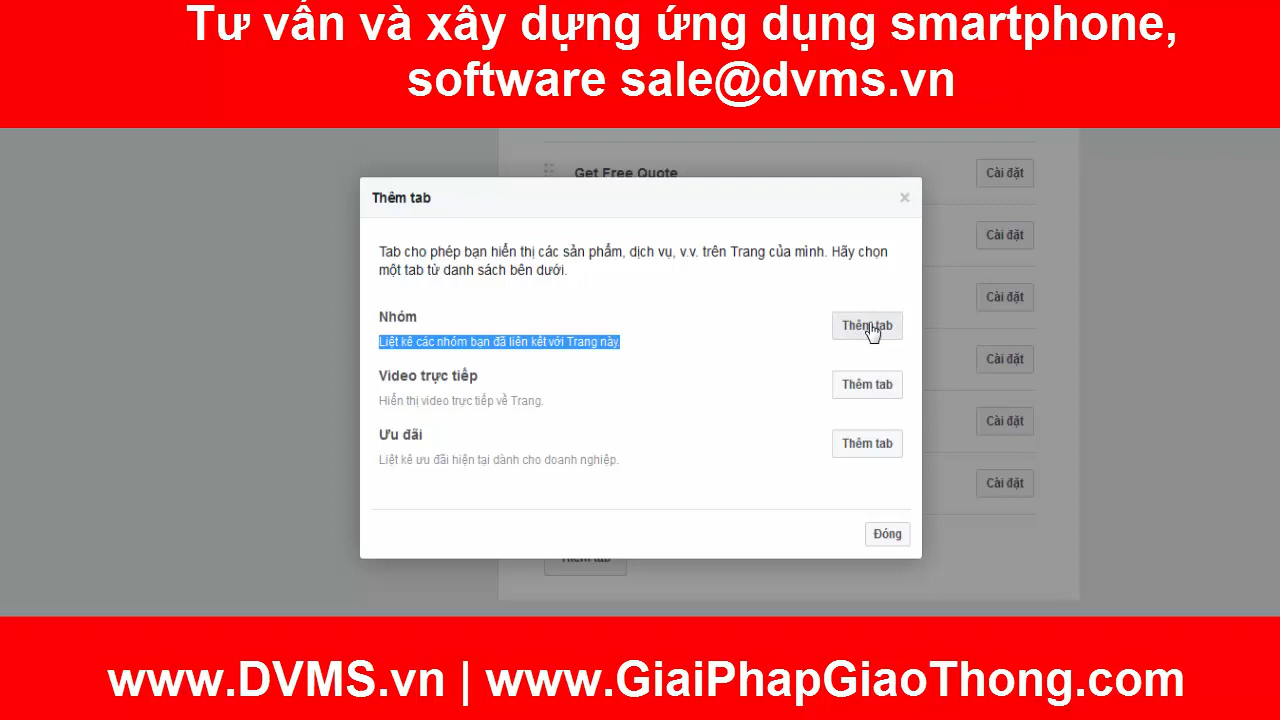 Tư vấn và xây dựng ứng dụng smartphone,
software sale@dvms.vn
Get Free Quote
Cài đặt
Thêm tab
×
Cài đặt
Tab cho phép bạn hiển thị các sản phẩm, dịch vụ, v.v. trên Trang của mình. Hãy chọn
một tab từ danh sách bên dưới.
Cài đặt
Nhóm
Thêm tab
Liệt kê các nhóm bạn đã liên kết với Trang này.
Cài đặt
Video trực tiếp
Thêm tab
Hiển thị video trực tiếp về Trang.
Cài đặt
Ưu đãi
Thêm tab
Liệt kê ưu đãi hiện tại dành cho doanh nghiệp.
Cài đặt
Đóng
Thêm tab
www.DVMS.vn | www.GiaiPhapGiaoThong.com